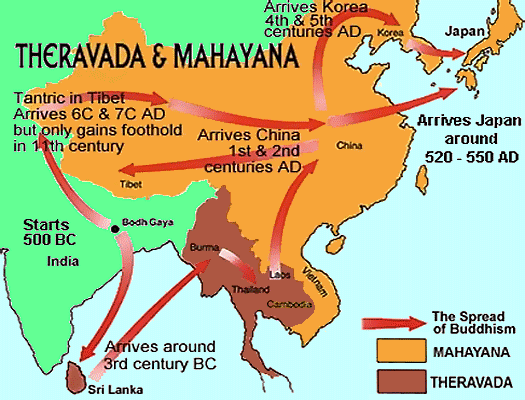 Arrives Korea
4th & 5th
centuries AD
Japan
Korea
THERAVADA & MAHAYANA
Tantric in Tibet
Arrives 6C & 7C AD
but only gains foothold
in 11th century
Arrives China
1st & 2nd
centuries AD
China
Arrives Japan
around
520 - 550 AD
Tibet
Starts
500 BC
Bodh Gaya
India
Burma
Laos
Vietnam
Thailand
Cambodia
Arrives around
3rd century BC
Sri Lanka
The Spread
of Buddhism
MAHAYANA
THERAVADA